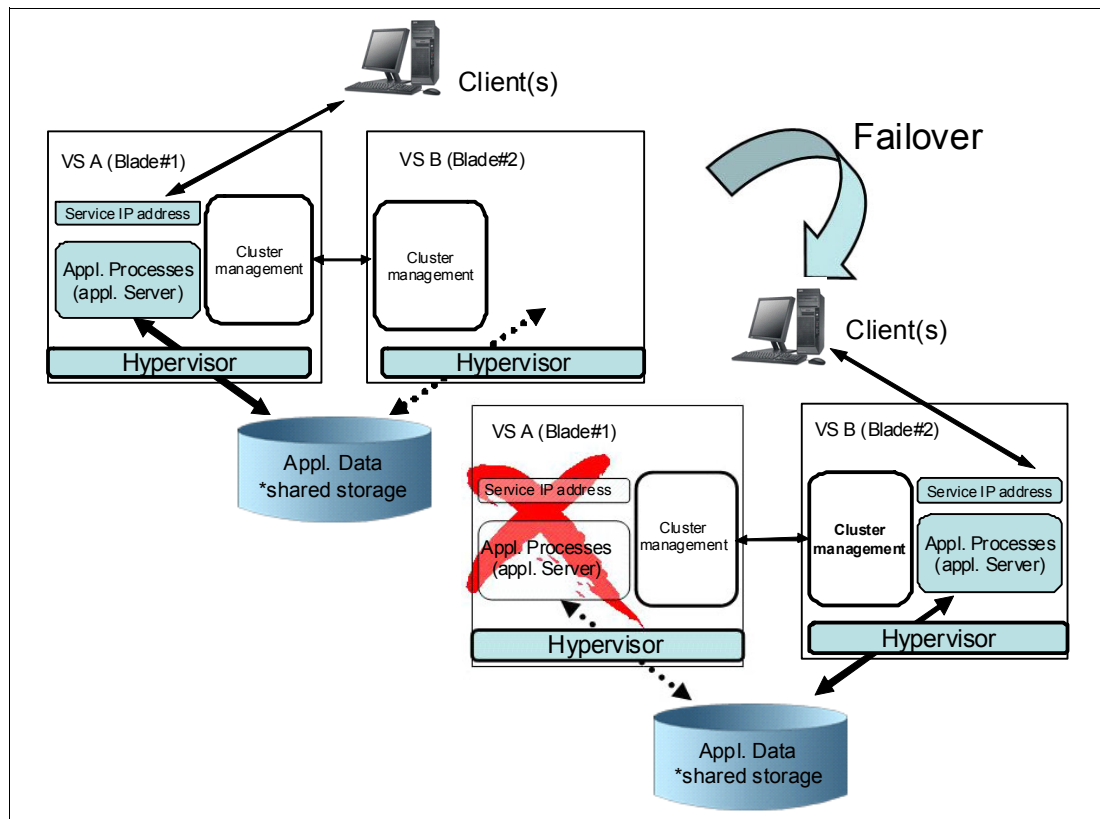 Client(s)
VS A (Blade#1)
Service IP address
Appl. Processes
(appl. Server)
Cluster
management
Hypervisor
VS B (Blade#2)
Cluster
management
Hypervisor
Appl. Data
*shared storage
Failover
Client(s)
VS A (Blade#1)
Service IP address
Appl. Processes
(appl. Server)
Cluster
management
Hypervisor
VS B (Blade#2)
Cluster
management
Service IP address
Appl. Processes
(appl. Server)
Hypervisor
Appl. Data
*shared storage